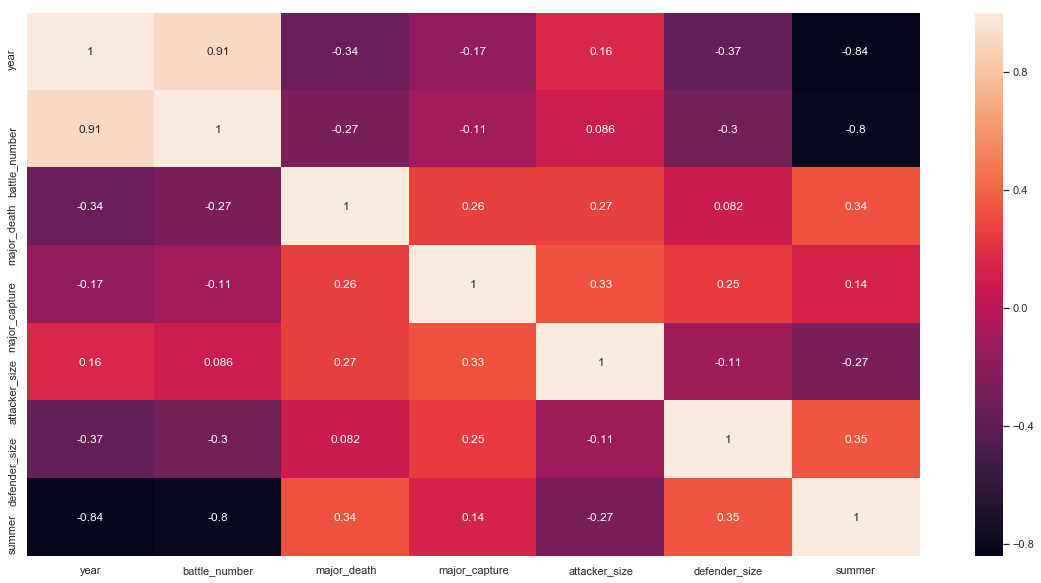 year 1 0.91 -0.34 -0.17 0.16 -0.37 -0.84
battle_number 0.91 1 -0.27 -0.11 0.086 -0.3 -0.8
major_death -0.34 -0.27 1 0.26 0.27 0.082 0.34
major_capture -0.17 -0.11 0.26 1 0.33 0.25 0.14
attacker_size 0.16 0.086 0.27 0.33 1 -0.11 -0.27
defender_size -0.37 -0.3 0.082 0.25 -0.11 1 0.35
summer -0.84 -0.8 0.34 0.14 -0.27 0.35 1
year battle_number major_death major_capture attacker_size defender_size summer
0.8
0.4
0.0
−0.4
−0.8